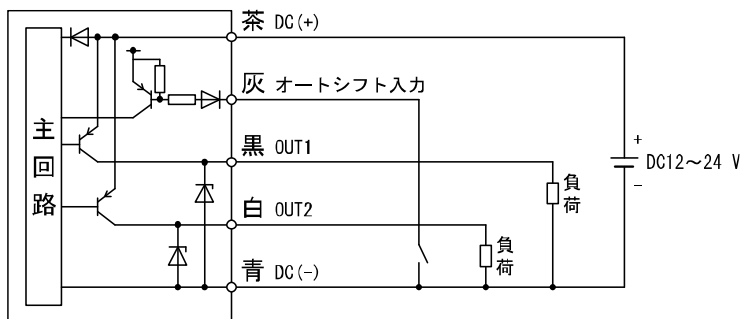 茶 DC(+)
灰 オートシフト入力
主回路
黒 OUT1
白 OUT2
青 DC(-)
負荷
負荷
+
DC12～24 V
-